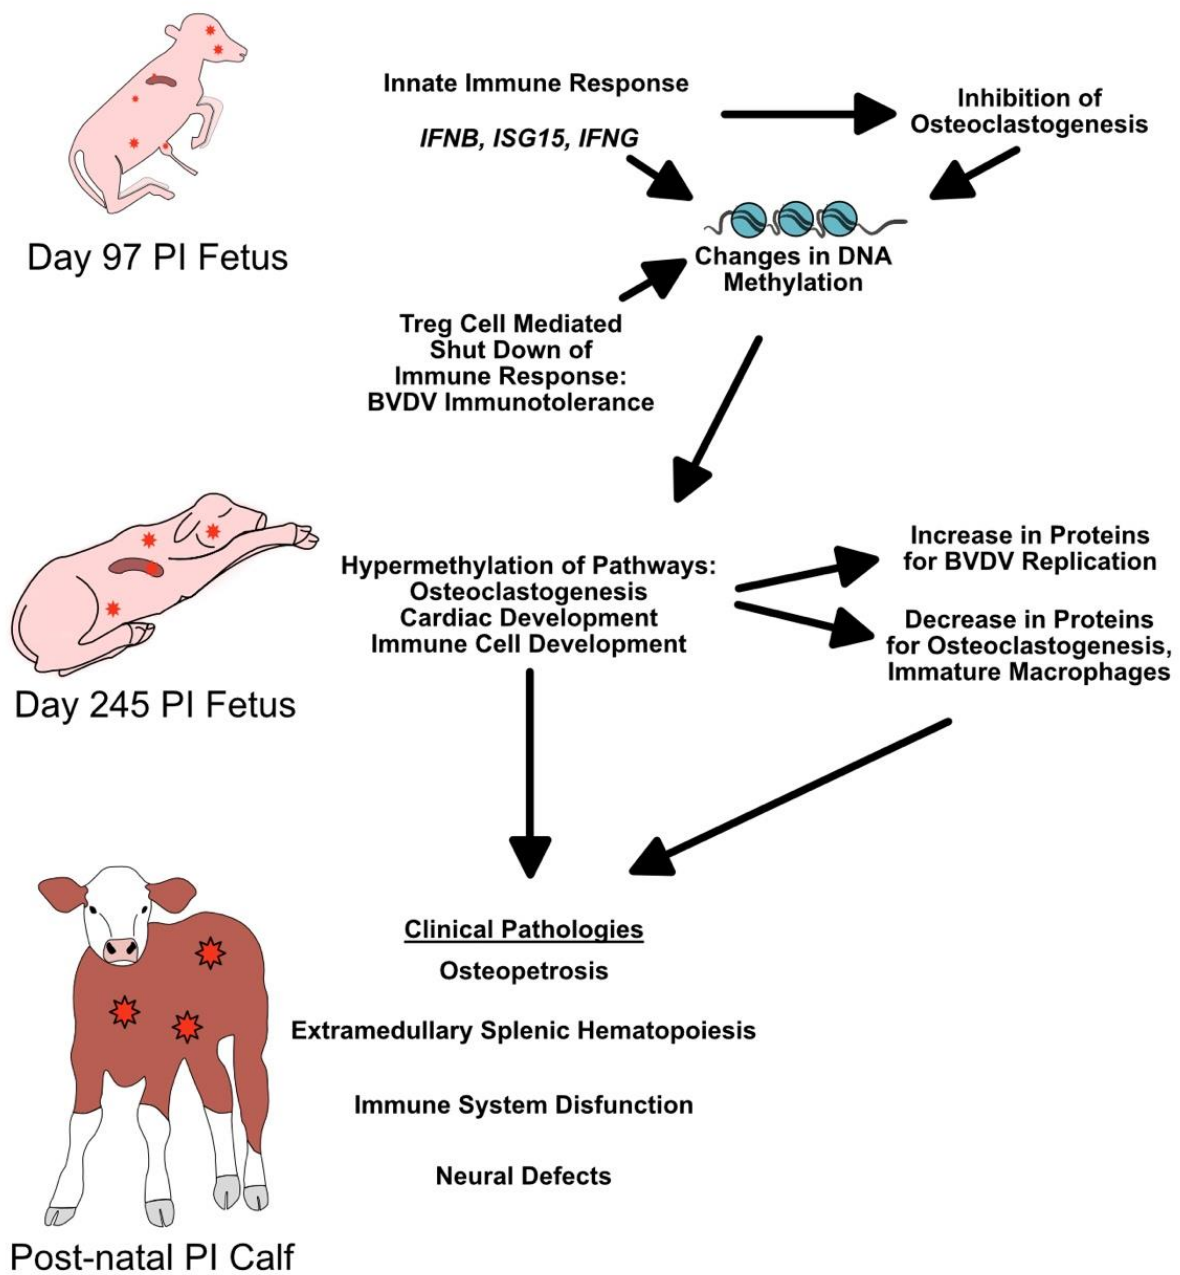 Innate Immune Response
IFNB, ISG15, IFNG
Inhibition of
Osteoclastogenesis
Day 97 PI Fetus
Changes in DNA
Methylation
Treg Cell Mediated
Shut Down of
Immune Response:
BVDV Immunotolerance
Hypermethylation of Pathways:
Osteoclastogenesis
Cardiac Development
Immune Cell Development
Increase in Proteins
for BVDV Replication
Decrease in Proteins
for Osteoclastogenesis,
Immature Macrophages
Day 245 PI Fetus
Clinical Pathologies
Osteopetrosis
Extramedullary Splenic Hematopoiesis
Immune System Disfunction
Neural Defects
Post-natal PI Calf